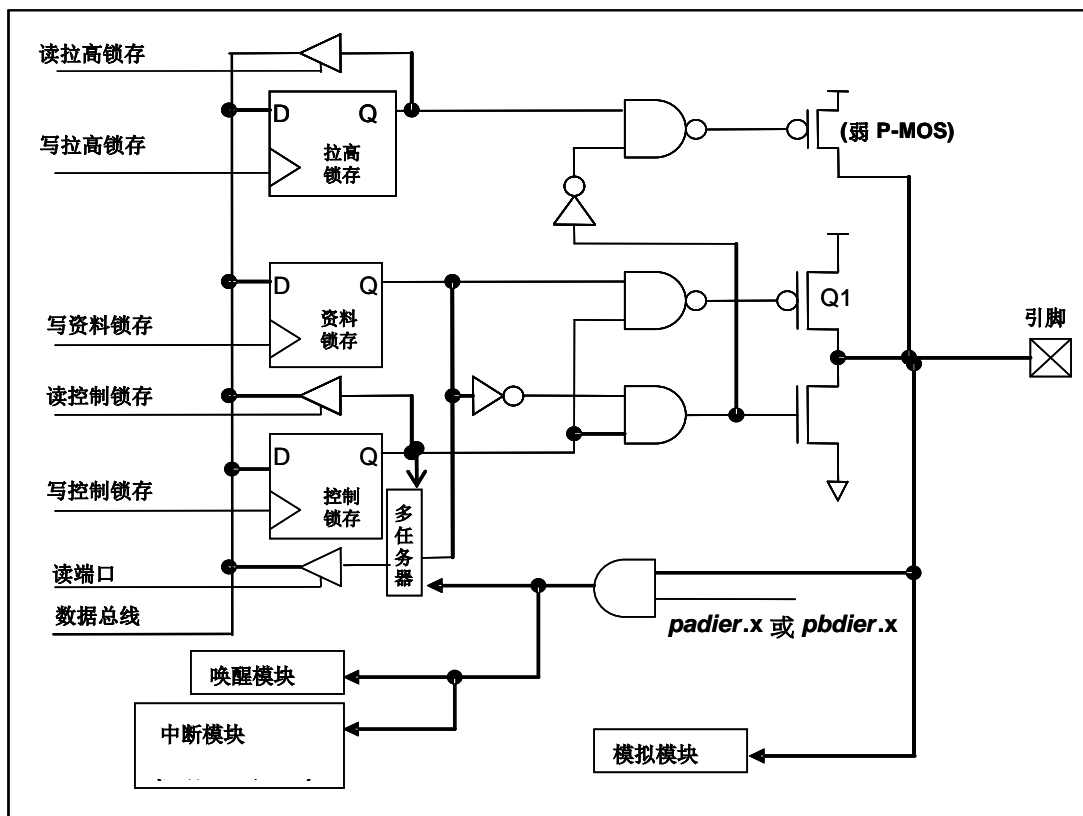 读拉高锁存
D Q
(弱 P-MOS)
写拉高锁存
拉高
锁存
D Q
Q1
资料
锁存
写资料锁存
引脚
读控制锁存
D Q
写控制锁存
控制
锁存
多任务器
读端口
数据总线
padier.x 或 pbdier.x
唤醒模块
中断模块
模拟模块